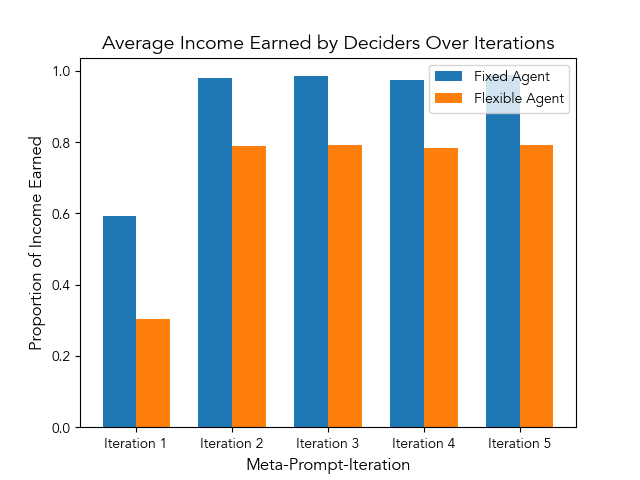 Average Income Earned by Deciders Over Iterations
Fixed Agent
Flexible Agent
Proportion of Income Earned
1.0
0.8
0.6
0.4
0.2
0.0
Iteration 1
Iteration 2
Iteration 3
Iteration 4
Iteration 5
Meta-Prompt-Iteration